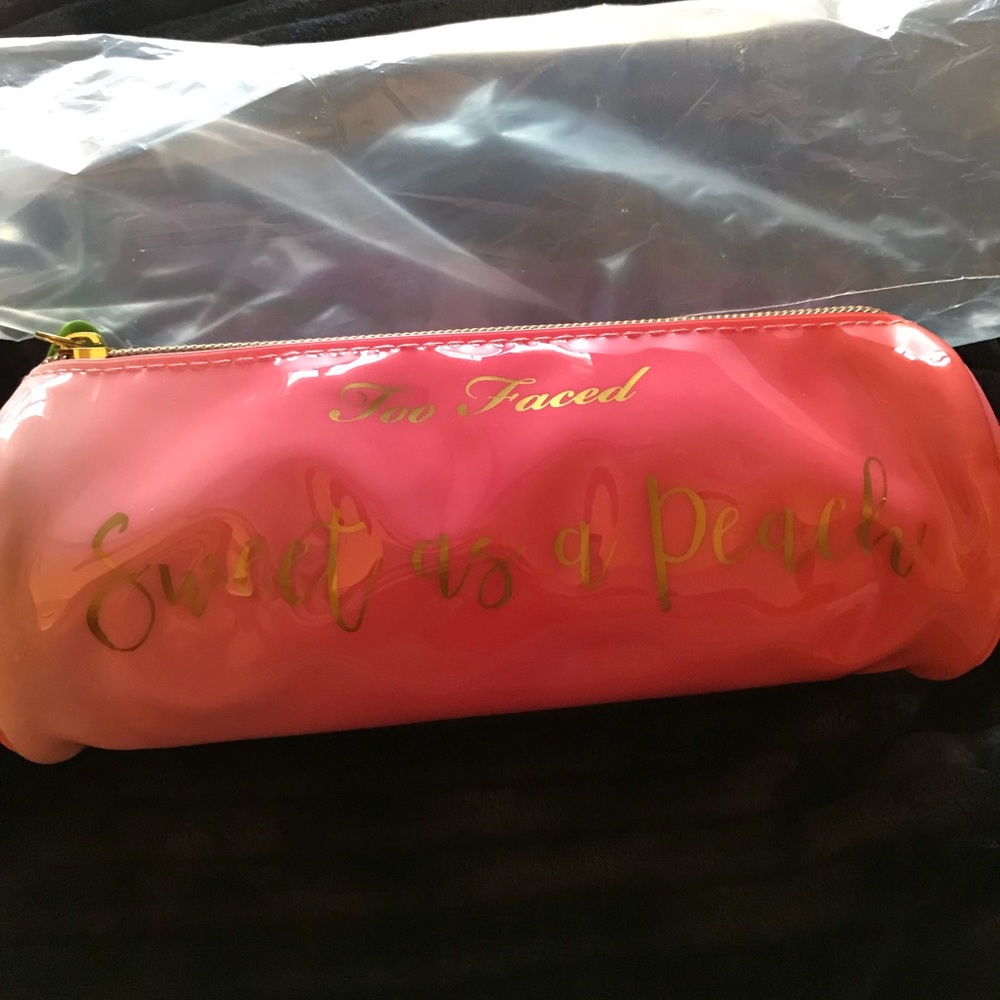 Too Faced
Sweet as a peach